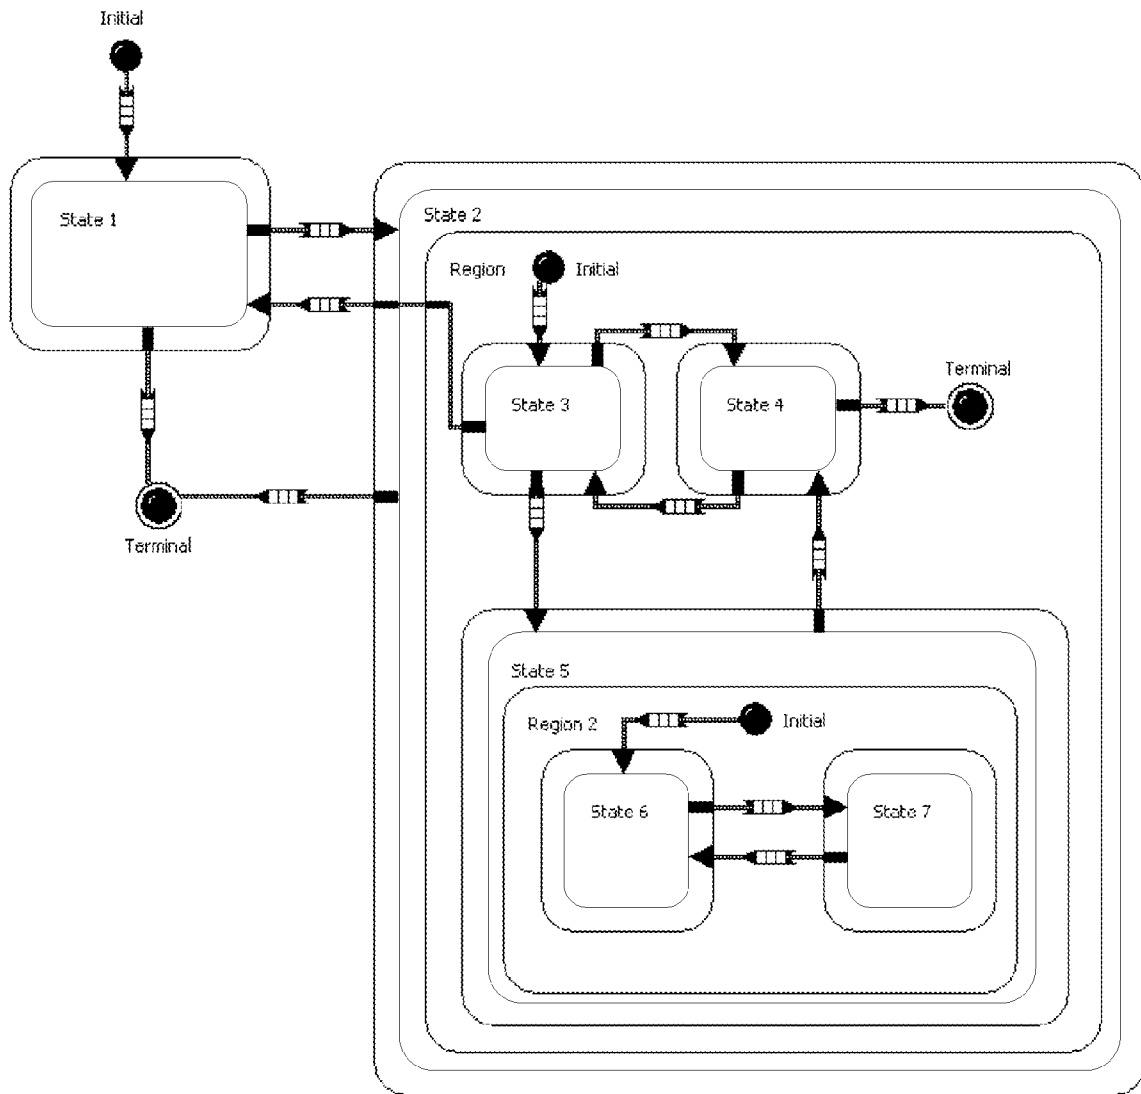 Initial
State 1
State 2
Region
Initial
Terminal
State 3
State 4
Terminal
State 5
Region 2
Initial
State 6
State 7